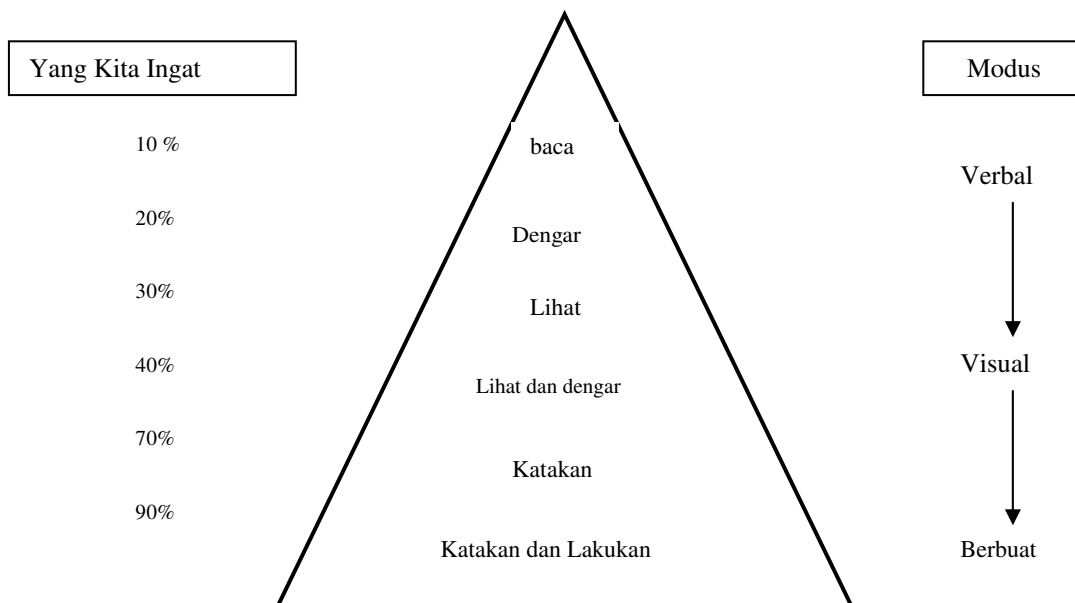 Yang Kita Ingat
Modus
10 %
baca
Verbal
20%
Dengar
30%
Lihat
40%
Visual
Lihat dan dengar
70%
Katakan
90%
Katakan dan Lakukan
Berbuat